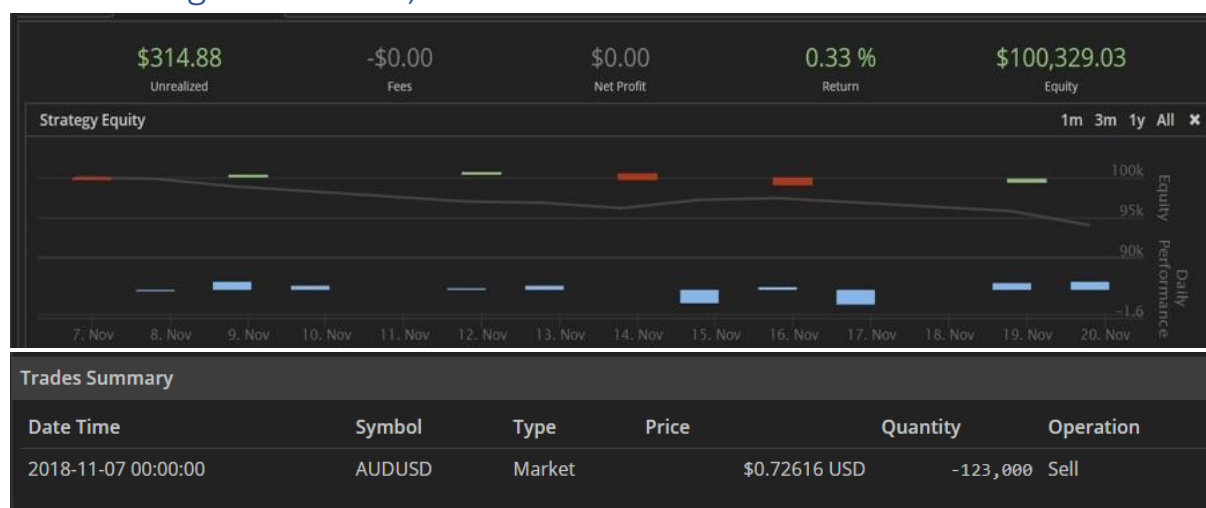 $314.88 -$0.00 $0.00 0.33 % $100,329.03
Unrealized Fees Net Profit Return Equity
Strategy Equity 1m 3m 1y All ✖
100k
95k
90k
Equity
Daily
Performance
-1.6
7. Nov 8. Nov 9. Nov 10. Nov 11. Nov 12. Nov 13. Nov 14. Nov 15. Nov 16. Nov 17. Nov 18. Nov 19. Nov 20. Nov
Trades Summary
Date Time Symbol Type Price Quantity Operation
2018-11-07 00:00:00 AUDUSD Market $0.72616 USD -123,000 Sell